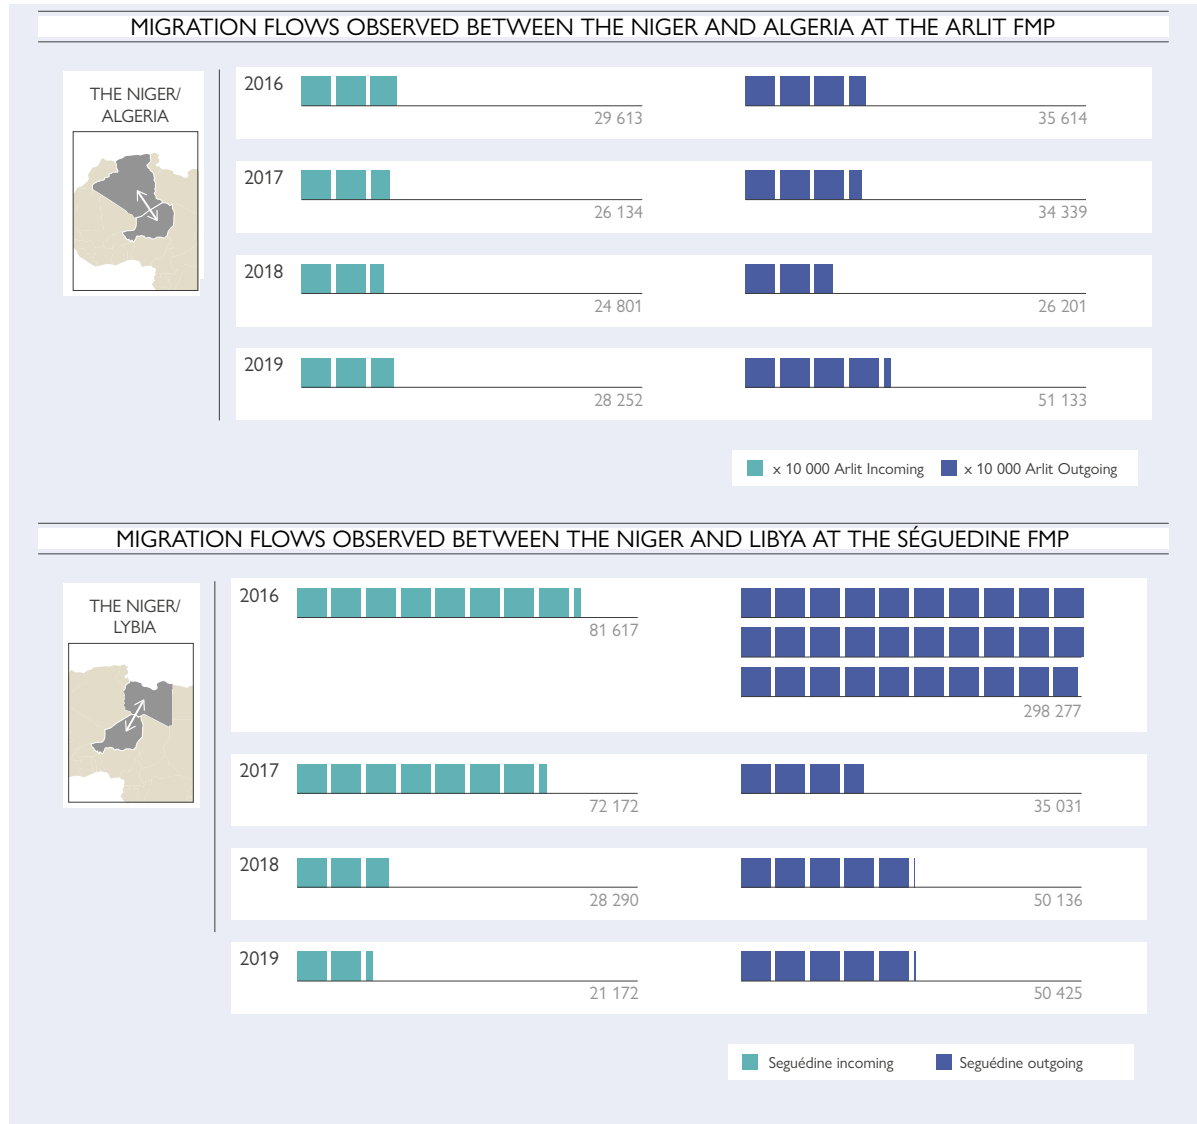 MIGRATION FLOWS OBSERVED BETWEEN THE NIGER AND ALGERIA AT THE ARLIT FMP
THE NIGER/
ALGERIA
2016
29 613
35 614
2017
26 134
34 339
2018
24 801
26 201
2019
28 252
51 133
x 10 000 Arlit Incoming
x 10 000 Arlit Outgoing
MIGRATION FLOWS OBSERVED BETWEEN THE NIGER AND LIBYA AT THE SÉGUEDINE FMP
THE NIGER/
LYBIA
2016
81 617
298 277
2017
72 172
35 031
2018
28 290
50 136
2019
21 172
50 425
Seguédine incoming
Seguédine outgoing